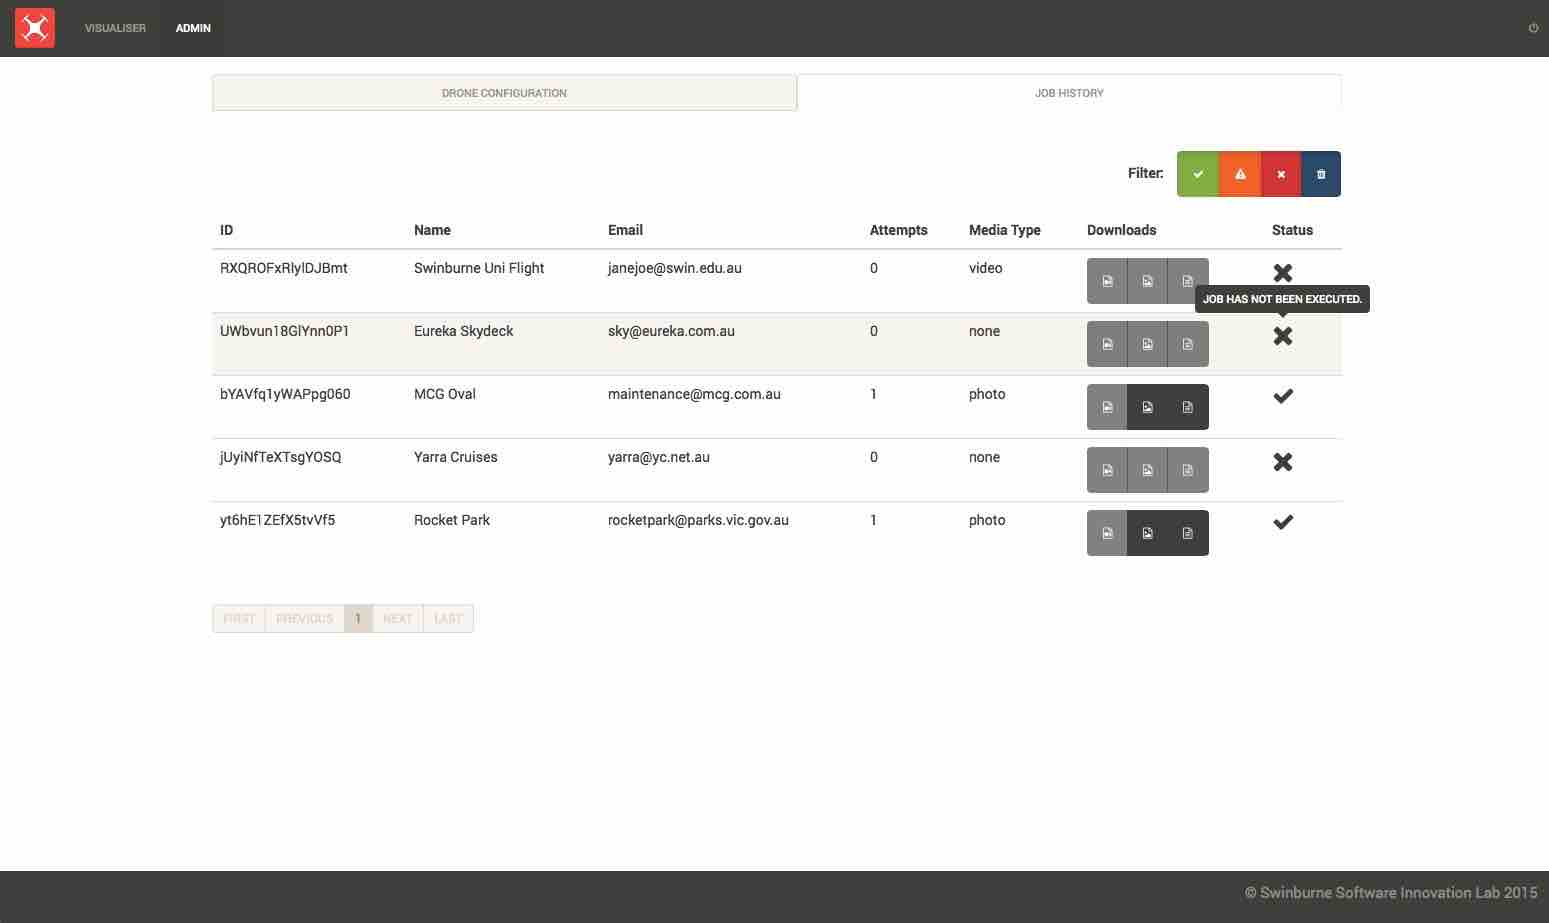 VISUALISER ADMIN
DRONE CONFIGURATION JOB HISTORY
Filter:
ID Name Email Attempts Media Type Downloads Status
RXQROFxRlylDJBmt Swinburne Uni Flight janejoe@swin.edu.au 0 video
JOB HAS NOT BEEN EXECUTED.
UWbvun18GlYnn0P1 Eureka Skydeck sky@eureka.com.au 0 none
bYAVfq1yWAPpg060 MCG Oval maintenance@mcg.com.au 1 photo
jUyiNfTeXTsgYOSQ Yarra Cruises yarra@yc.net.au 0 none
yt6hE1ZEfX5tvVf5 Rocket Park rocketpark@parks.vic.gov.au 1 photo
FIRST PREVIOUS 1 NEXT LAST
© Swinburne Software Innovation Lab 2015